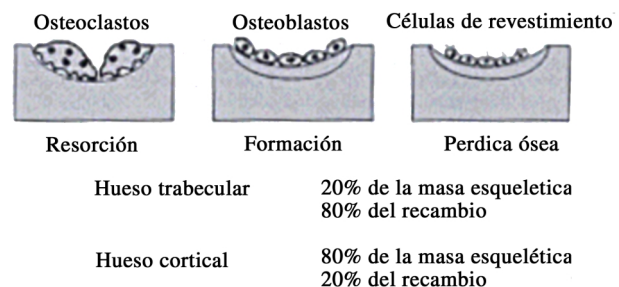 Osteoclastos Osteoblastos Células de revestimiento
Resorción Formación Perdica ósea
Hueso trabecular 20% de la masa esqueletica
80% del recambio
Hueso cortical 80% de la masa esquelética
20% del recambio